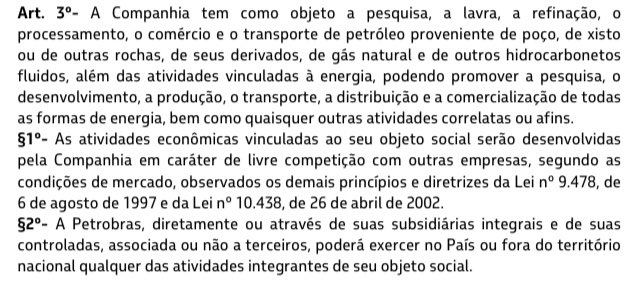 Art. 3º- A Companhia tem como objeto a pesquisa, a lavra, a refinação, o
processamento, o comércio e o transporte de petróleo proveniente de poço, de xisto
ou de outras rochas, de seus derivados, de gás natural e de outros hidrocarbonetos
fluidos, além das atividades vinculadas à energia, podendo promover a pesquisa, o
desenvolvimento, a produção, o transporte, a distribuição e a comercialização de todas
as formas de energia, bem como quaisquer outras atividades correlatas ou afins.
§1º- As atividades econômicas vinculadas ao seu objeto social serão desenvolvidas
pela Companhia em caráter de livre competição com outras empresas, segundo as
condições de mercado, observados os demais princípios e diretrizes da Lei nº 9.478, de
6 de agosto de 1997 e da Lei nº 10.438, de 26 de abril de 2002.
§2º- A Petrobras, diretamente ou através de suas subsidiárias integrais e de suas
controladas, associada ou não a terceiros, poderá exercer no País ou fora do território
nacional qualquer das atividades integrantes de seu objeto social.